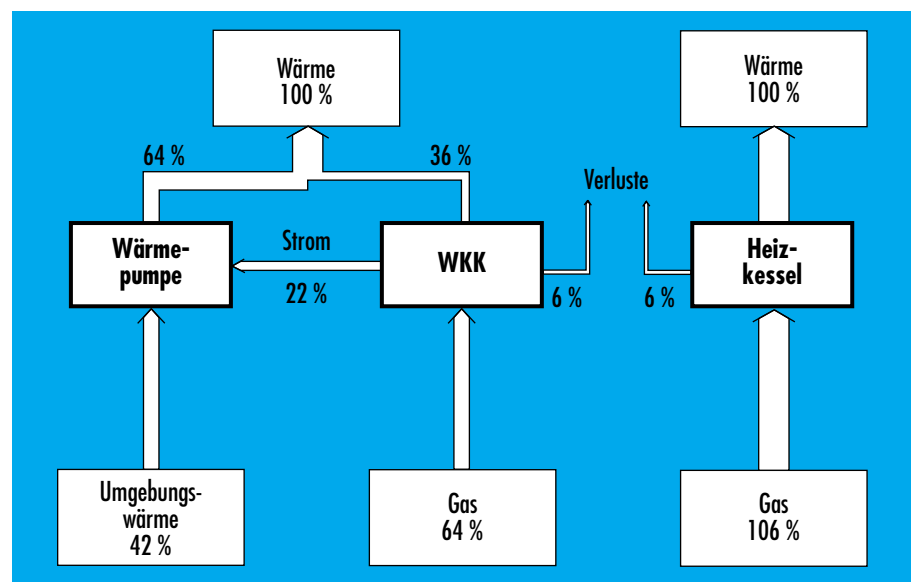 Wärme
100 %
Wärme
100 %
64 %
36 %
Verluste
Wärme-
pumpe
Strom
22 %
WKK
6 %
6 %
Heiz-
kessel
Umgebungs-
wärme
42 %
Gas
64 %
Gas
106 %